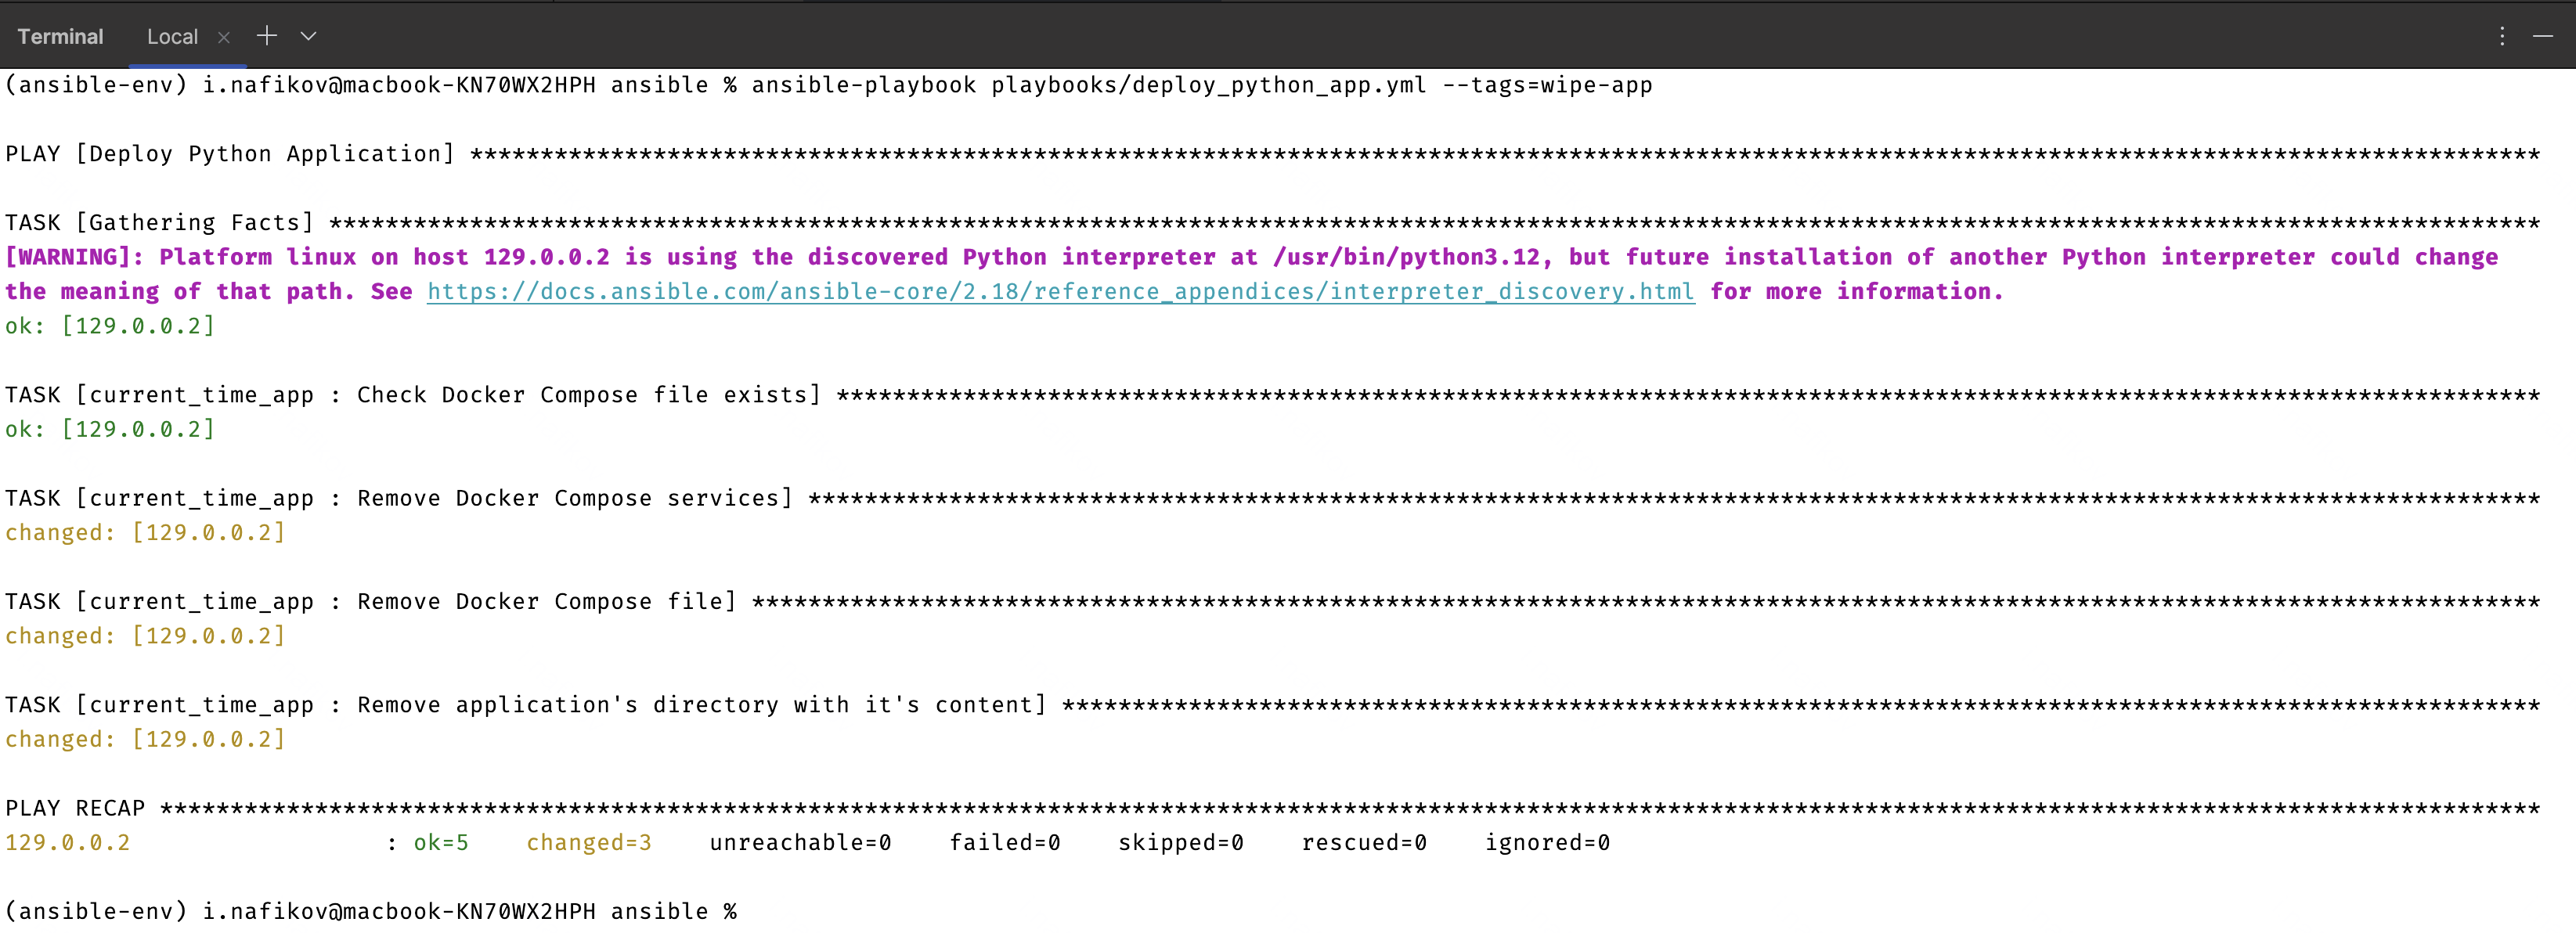 Terminal Local × + 
(ansible-env) i.nafikov@macbook-KN70WX2HPH ansible % ansible-playbook playbooks/deploy_python_app.yml --tags=wipe-app
PLAY [Deploy Python Application] ***************************************************************************************************************************************************
TASK [Gathering Facts] *************************************************************************************************************************************************************
[WARNING]: Platform linux on host 129.0.0.2 is using the discovered Python interpreter at /usr/bin/python3.12, but future installation of another Python interpreter could change
the meaning of that path. See https://docs.ansible.com/ansible-core/2.18/reference_appendices/interpreter_discovery.html for more information.
ok: [129.0.0.2]
TASK [current_time_app : Check Docker Compose file exists] *************************************************************************************************************************
ok: [129.0.0.2]
TASK [current_time_app : Remove Docker Compose services] ***************************************************************************************************************************
changed: [129.0.0.2]
TASK [current_time_app : Remove Docker Compose file] *******************************************************************************************************************************
changed: [129.0.0.2]
TASK [current_time_app : Remove application's directory with it's content] *********************************************************************************************************
changed: [129.0.0.2]
PLAY RECAP *************************************************************************************************************************************************************************
129.0.0.2                  : ok=5    changed=3    unreachable=0    failed=0    skipped=0    rescued=0    ignored=0
(ansible-env) i.nafikov@macbook-KN70WX2HPH ansible %